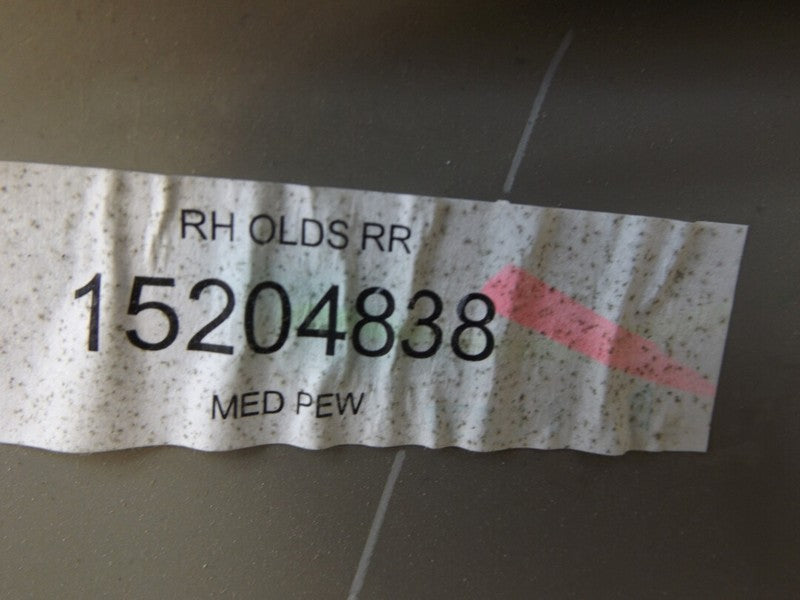 RH OLDS RR
15204838
MED PEW